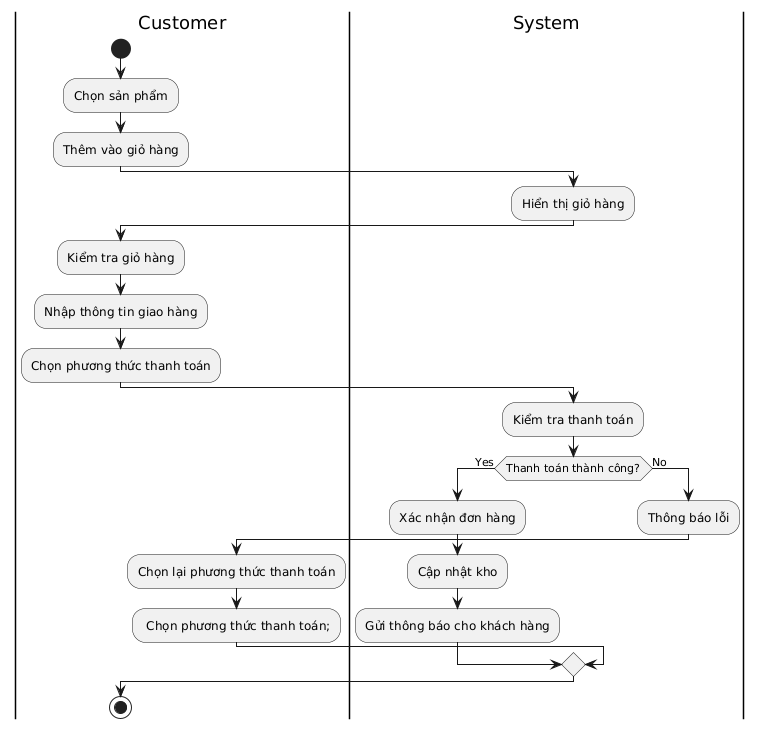 Customer
System
Chọn sản phẩm
Thêm vào giỏ hàng
Hiển thị giỏ hàng
Kiểm tra giỏ hàng
Nhập thông tin giao hàng
Chọn phương thức thanh toán
Kiểm tra thanh toán
Yes
Thanh toán thành công?
No
Xác nhận đơn hàng
Thông báo lỗi
Chọn lại phương thức thanh toán
Cập nhật kho
Chọn phương thức thanh toán;
Gửi thông báo cho khách hàng